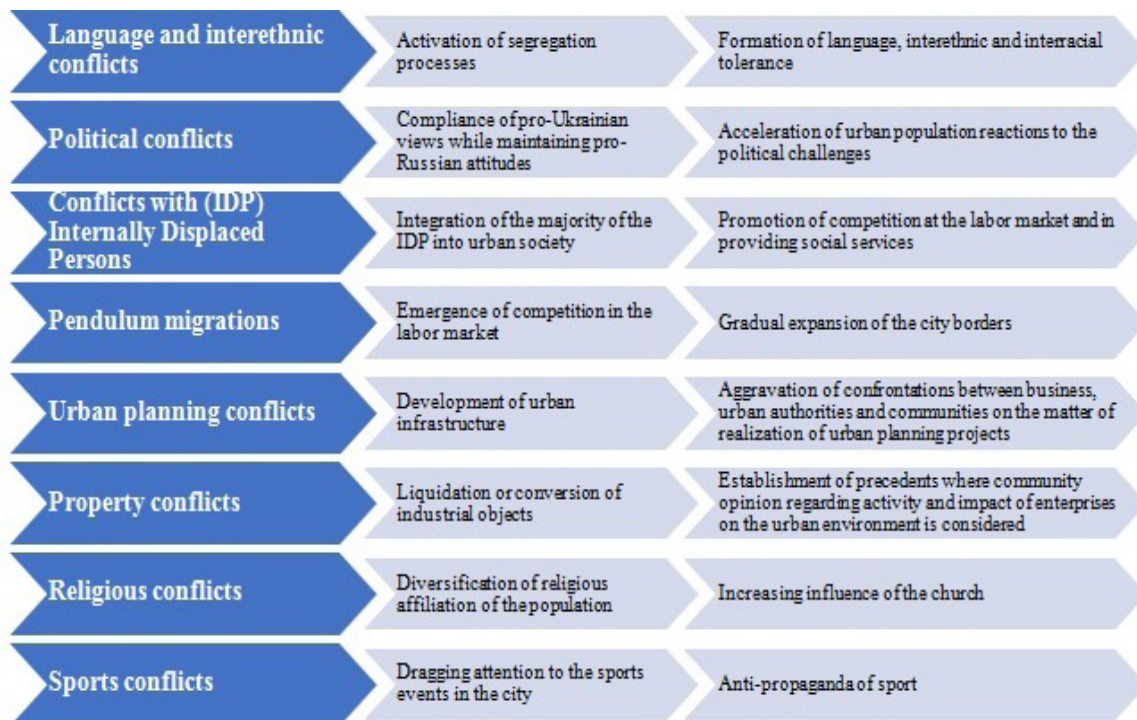 Language and interethnic
conflicts
Activation of segregation
processes
Formation of language, interethnic and interracial
tolerance
Political conflicts
Compliance of pro-Ukrainian
views while maintaining pro-
Russian attitudes
Acceleration of urban population reactions to the
political challenges
Conflicts with (IDP)
Internally Displaced
Persons
Integration of the majority of the
IDP into urban society
Promotion of competition at the labor market and in
providing social services
Pendulum migrations
Emergence of competition in the
labor market
Gradual expansion of the city borders
Urban planning conflicts
Development of urban
infrastructure
Aggravation of confrontations between business,
urban authorities and communities on the matter of
realization of urban planning projects
Property conflicts
Liquidation or conversion of
industrial objects
Establishment of precedents where community
opinion regarding activity and impact of enterprises
on the urban environment is considered
Religious conflicts
Diversification of religious
affiliation of the population
Increasing influence of the church
Sports conflicts
Dragging attention to the sports
events in the city
Anti-propaganda of sport